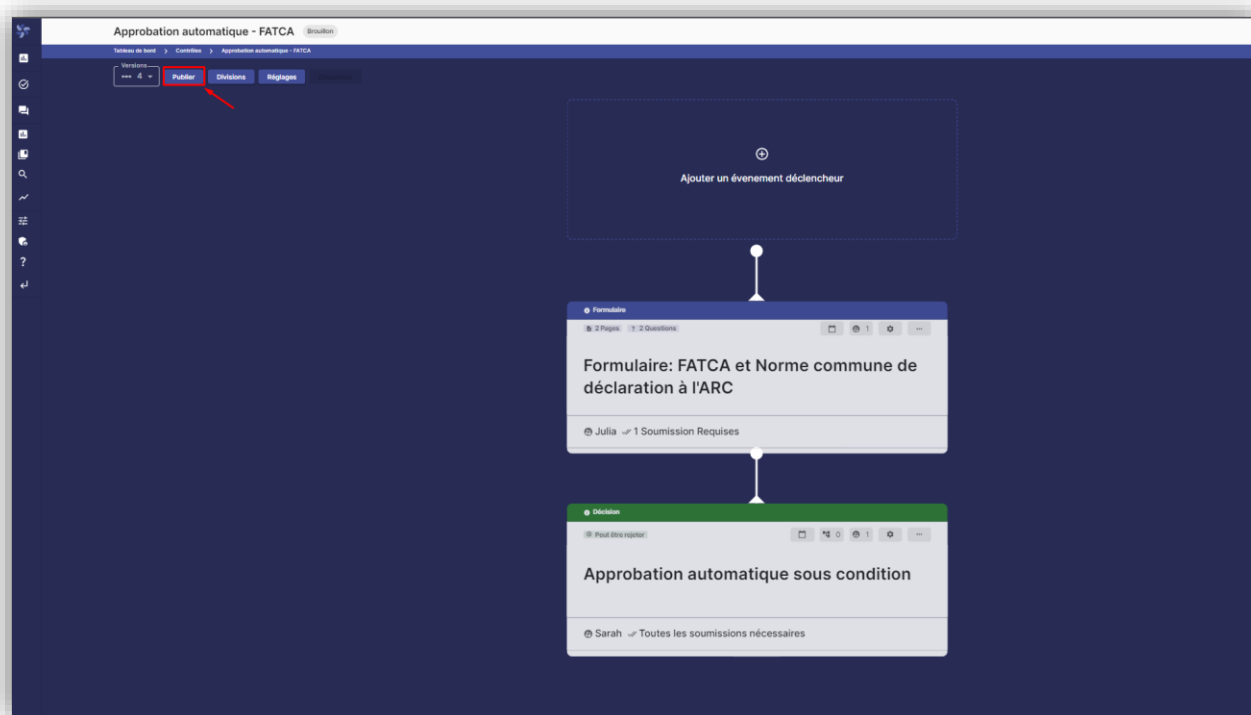 Approbation automatique - FATCA Brouillon
Tableau de bord > Contrôles > Approbation automatique - FATCA
Versions
••• 4
Publier Divisions Réglages
Ajouter un évenement déclencheur
Formulaire
2 Pages ? 2 Questions
1 ···
Formulaire: FATCA et Norme commune de
déclaration à l'ARC
Julia 1 Soumission Requises
Décision
Peut être rejeter
0 1 ···
Approbation automatique sous condition
Sarah Toutes les soumissions nécessaires
?